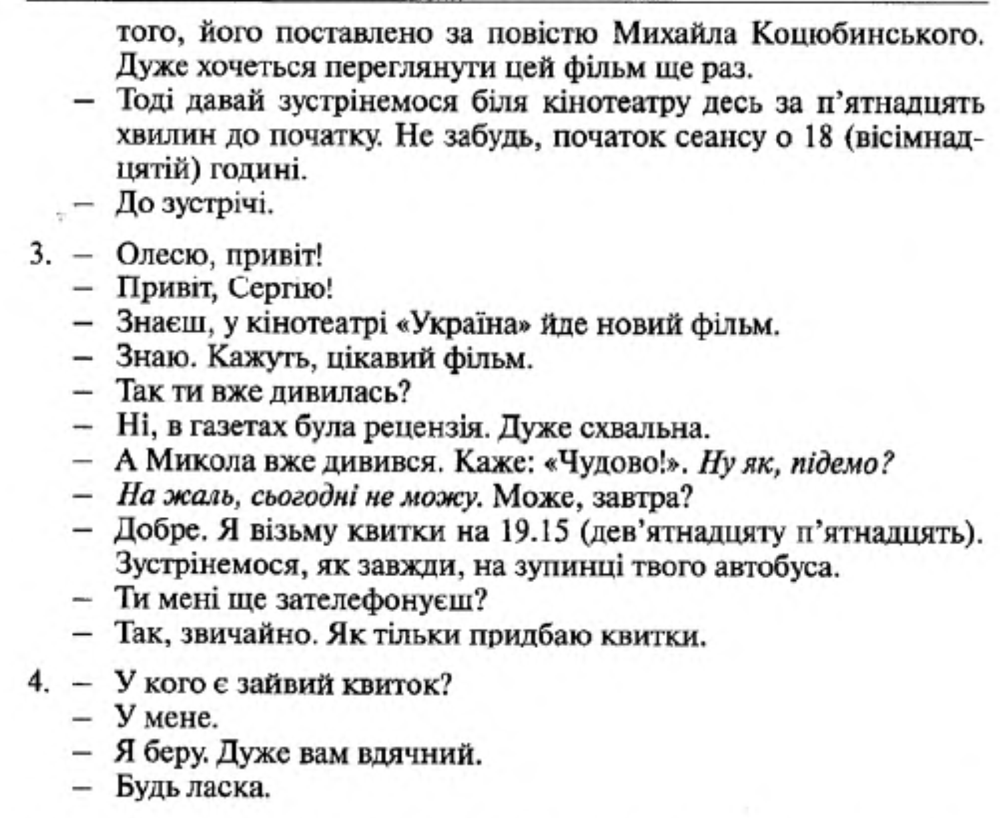 того, його поставлено за повістю Михайла Коцюбинського.
Дуже хочеться переглянути цей фільм ще раз.
— Тоді давай зустрінемося біля кінотеатру десь за п’ятнадцять
хвилин до початку. Не забудь, початок сеансу о 18 (вісімнад-
цятій) годині.
— До зустрічі.
3. — Олесю, привіт!
— Привіт, Сергію!
— Знаєш, у кінотеатрі «Україна» йде новий фільм.
— Знаю. Кажуть, цікавий фільм.
— Так ти вже дивилась?
— Ні, в газетах була рецензія. Дуже схвальна.
— А Микола вже дивився. Каже: «Чудово!». Ну як, підемо?
— На жаль, сьогодні не можу. Може, завтра?
— Добре. Я візьму квитки на 19.15 (дев’ятнадцяту п’ятнадцять).
Зустрінемося, як завжди, на зупинці твого автобуса.
— Ти мені ще зателефонуєш?
— Так, звичайно. Як тільки придбаю квитки.
4. — У кого є зайвий квиток?
— У мене.
— Я беру. Дуже вам вдячний.
— Будь ласка.